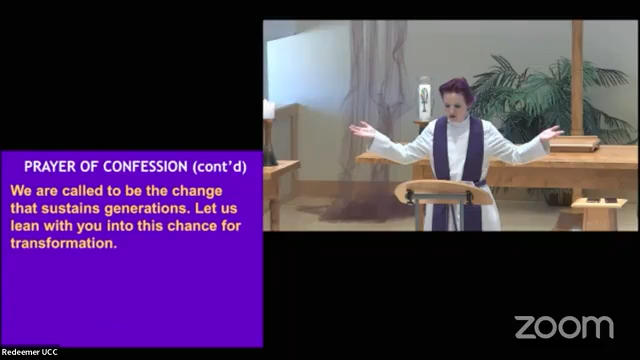 PRAYER OF CONFESSION (cont'd)
We are called to be the change
that sustains generations. Let us
lean with you into this chance for
transformation.
Redeemer UCC
zoom